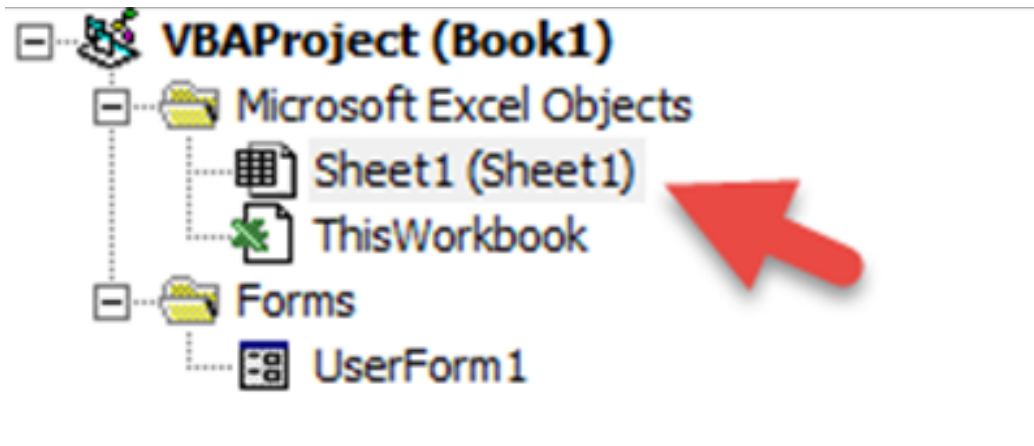 VBAProject (Book1)
Microsoft Excel Objects
Sheet1 (Sheet1)
ThisWorkbook
Forms
UserForm1